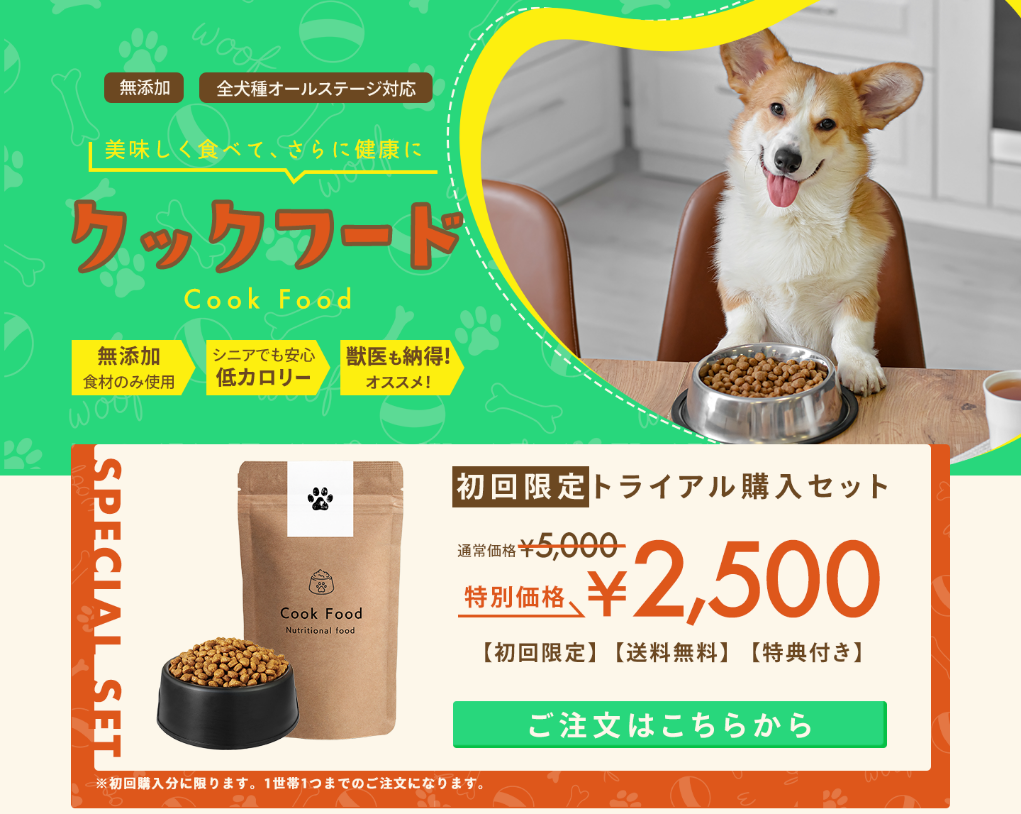 woof
無添加
全犬種オールステージ対応
美味しく食べて、さらに健康に
woof
クックフード
Cook Food
無添加
食材のみ使用
シニアでも安心
低カロリー
獣医も納得!
オススメ!
woof
SPECIAL SET
Cook Food
Nutritional food
初回限定トライアル購入セット
通常価格¥5,000
特別価格 ¥2,500
【初回限定】【送料無料】【特典付き】
ご注文はこちらから
※初回購入分に限ります。1世帯1つまでのご注文になります。